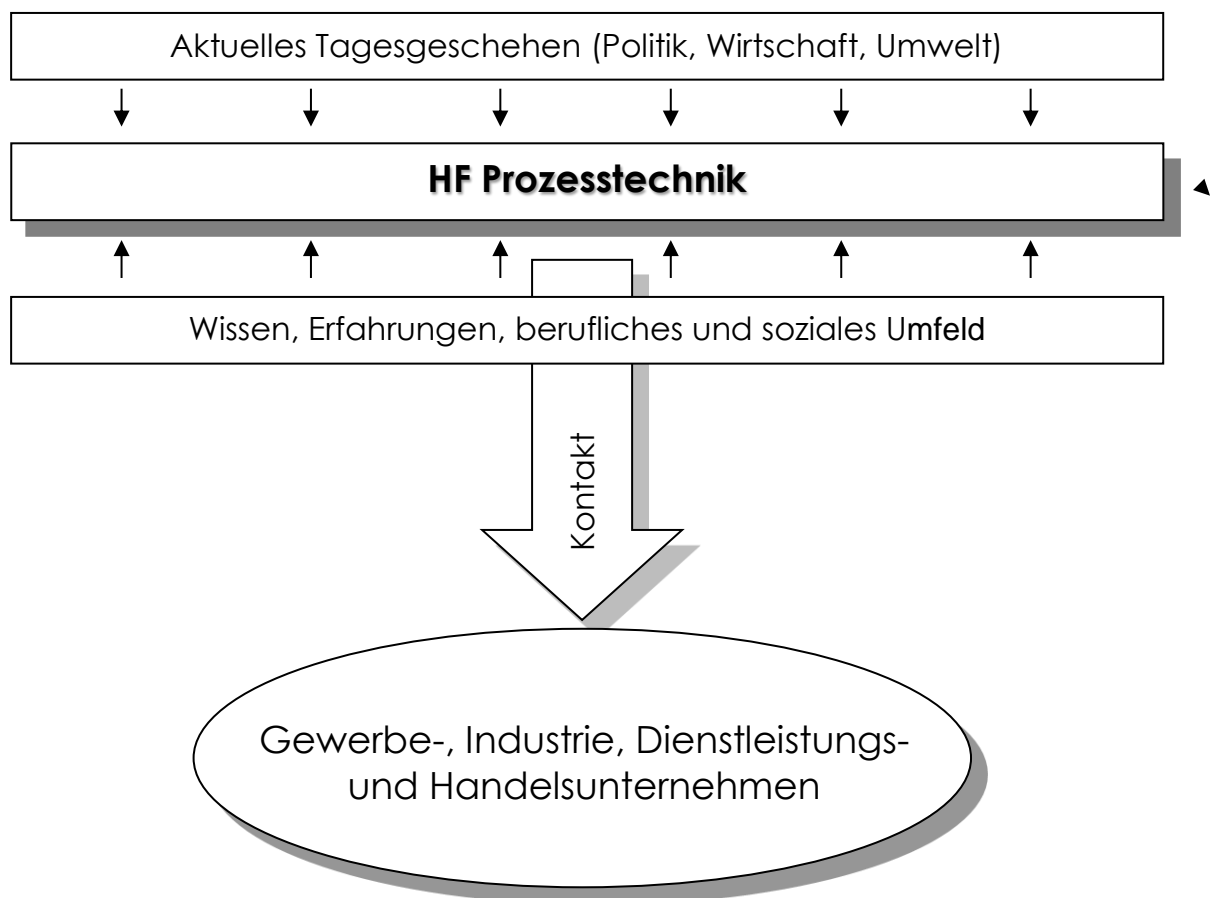 Aktuelles Tagesgeschehen (Politik, Wirtschaft, Umwelt)
HF Prozesstechnik
Wissen, Erfahrungen, berufliches und soziales Umfeld
Kontakt
Gewerbe-, Industrie, Dienstleistungs-
und Handelsunternehmen